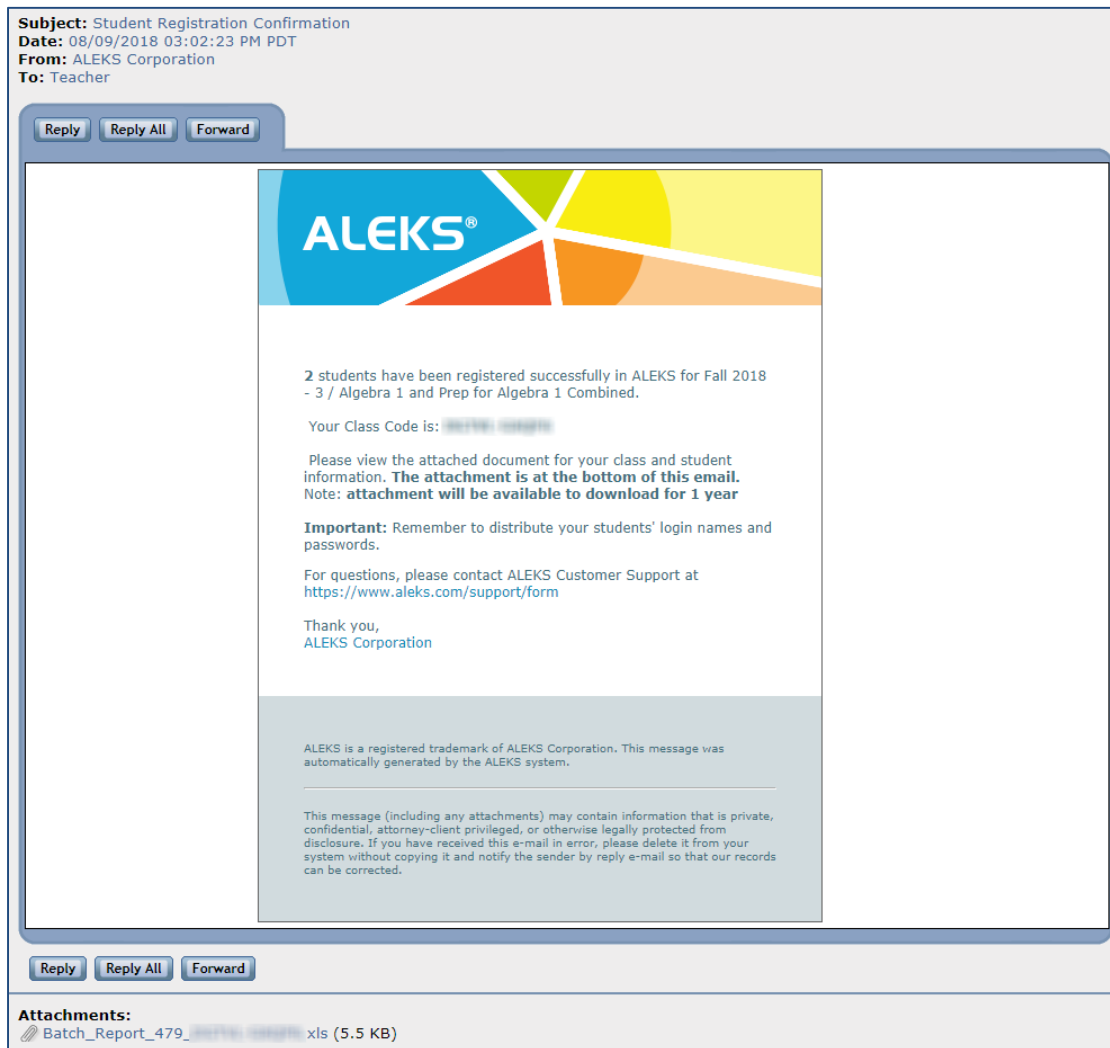 Subject: Student Registration Confirmation
Date: 08/09/2018 03:02:23 PM PDT
From: ALEKS Corporation
To: Teacher
Reply Reply All Forward
ALEKS®
2 students have been registered successfully in ALEKS for Fall 2018
- 3 / Algebra 1 and Prep for Algebra 1 Combined.
Your Class Code is:
Please view the attached document for your class and student
information. The attachment is at the bottom of this email.
Note: attachment will be available to download for 1 year
Important: Remember to distribute your students' login names and
passwords.
For questions, please contact ALEKS Customer Support at
https://www.aleks.com/support/form
Thank you,
ALEKS Corporation
ALEKS is a registered trademark of ALEKS Corporation. This message was
automatically generated by the ALEKS system.
This message (including any attachments) may contain information that is private,
confidential, attorney-client privileged, or otherwise legally protected from
disclosure. If you have received this e-mail in error, please delete it from your
system without copying it and notify the sender by reply e-mail so that our records
can be corrected.
Reply Reply All Forward
Attachments:
Batch_Report_479_ .xls (5.5 KB)